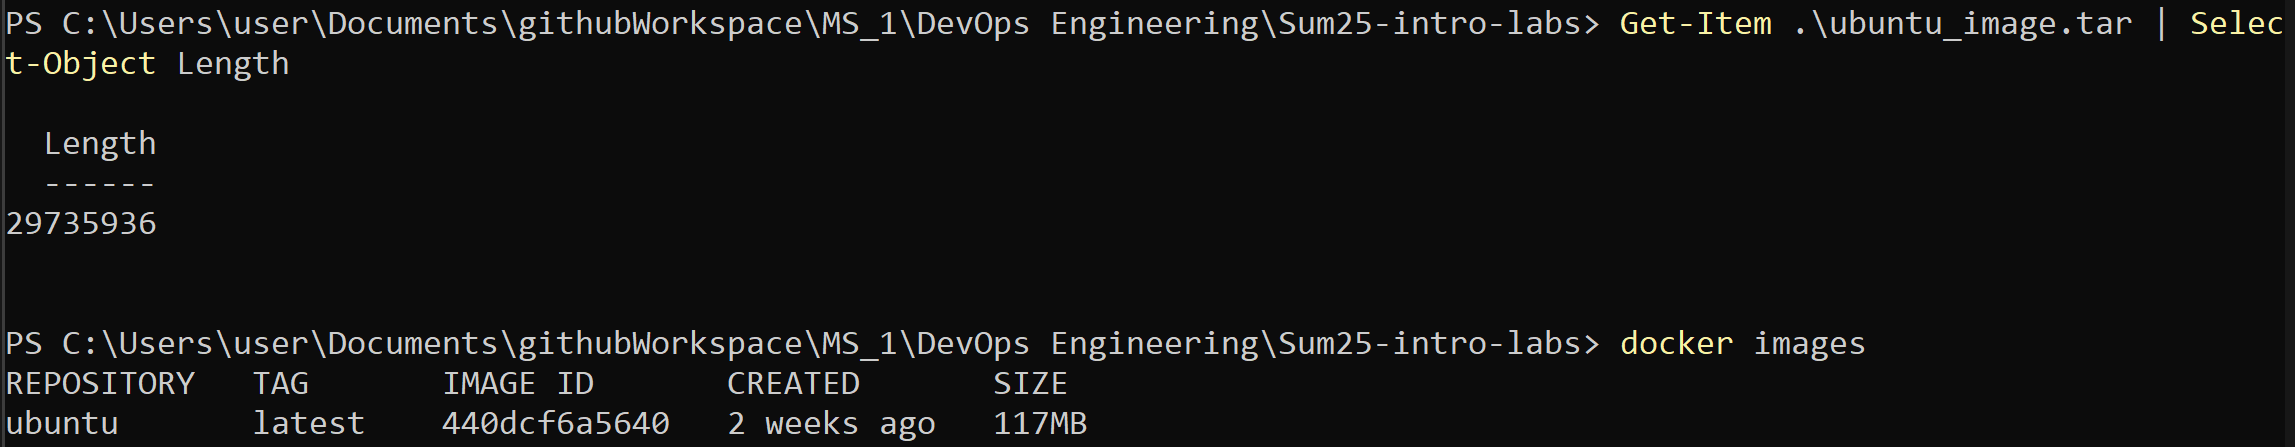 PS C:\Users\user\Documents\githubWorkspace\MS_1\DevOps Engineering\Sum25-intro-labs> Get-Item .\ubuntu_image.tar | Selec
t-Object Length
Length
------
29735936
PS C:\Users\user\Documents\githubWorkspace\MS_1\DevOps Engineering\Sum25-intro-labs> docker images
REPOSITORY   TAG       IMAGE ID       CREATED       SIZE
ubuntu       latest    440dcf6a5640   2 weeks ago   117MB